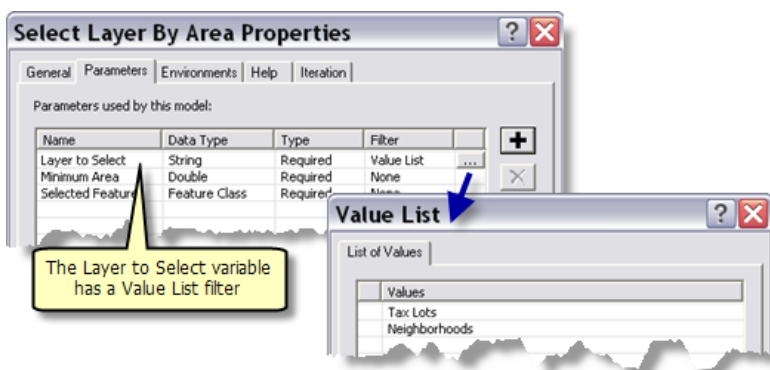 Select Layer By Area Properties
General Parameters Environments Help Iteration
Parameters used by this model:
Name Data Type Type Filter
Layer to Select String Required Value List ...
Minimum Area Double Required None
Selected Feature Feature Class Required None
The Layer to Select variable
has a Value List filter
Value List
List of Values
Values
Tax Lots
Neighborhoods